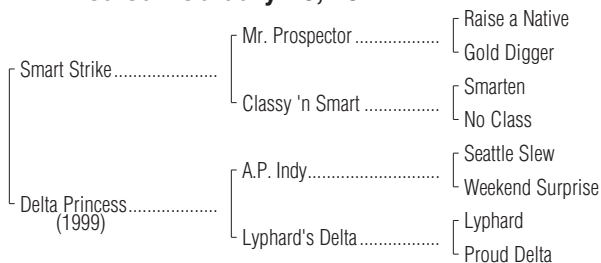 Raise a Native
Mr. Prospector ..................
Gold Digger
Smart Strike......................
Smarten
Classy 'n Smart ................
No Class
Seattle Slew
A.P. Indy............................
Weekend Surprise
Delta Princess...................
(1999)
Lyphard
Lyphard's Delta.................
Proud Delta